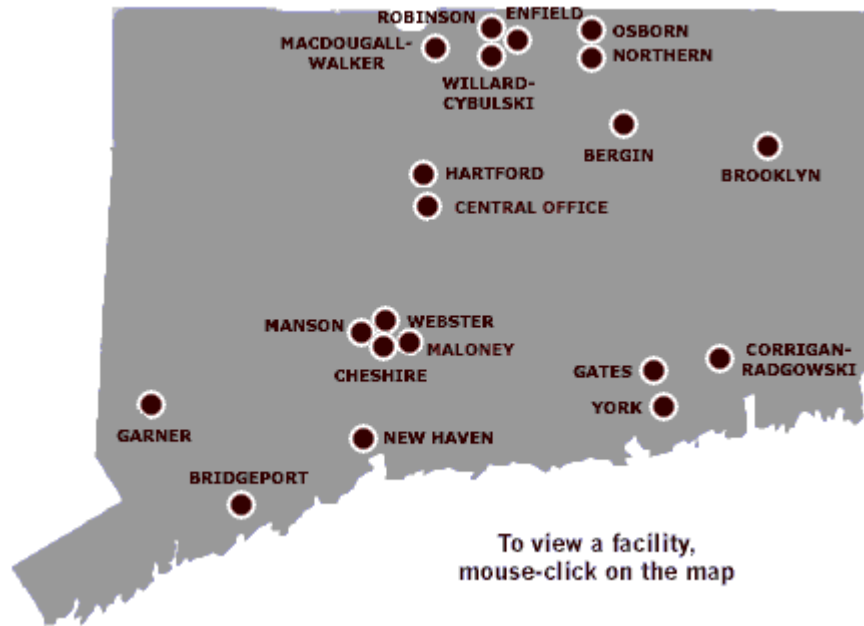 ROBINSON
ENFIELD
OSBORN
MACDOUGALL-
WALKER
NORTHERN
WILLARD-
CYBULSKI
BERGIN
BROOKLYN
HARTFORD
CENTRAL OFFICE
MANSON
WEBSTER
MALONEY
CHESHIRE
CORRIGAN-
RADGOWSKI
GATES
YORK
GARNER
NEW HAVEN
BRIDGEPORT
To view a facility,
mouse-click on the map